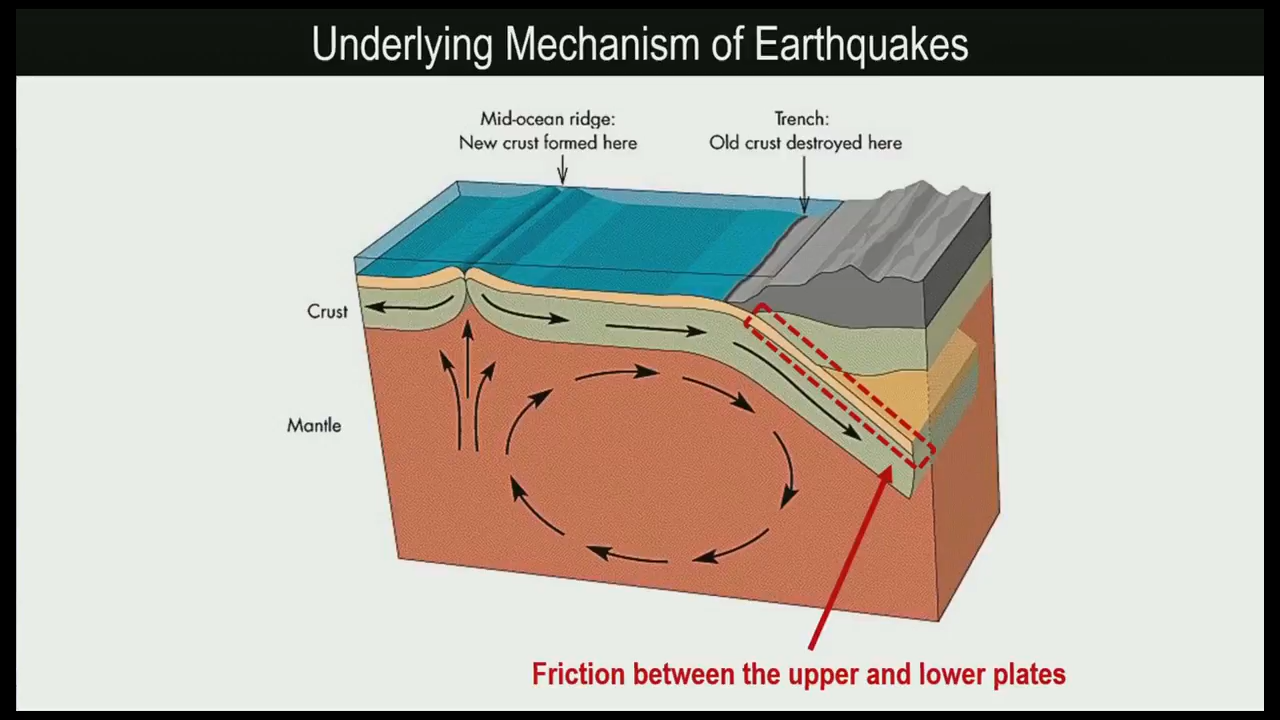 Underlying Mechanism of Earthquakes
Mid-ocean ridge:
New crust formed here
Trench:
Old crust destroyed here
Crust
Mantle
Friction between the upper and lower plates